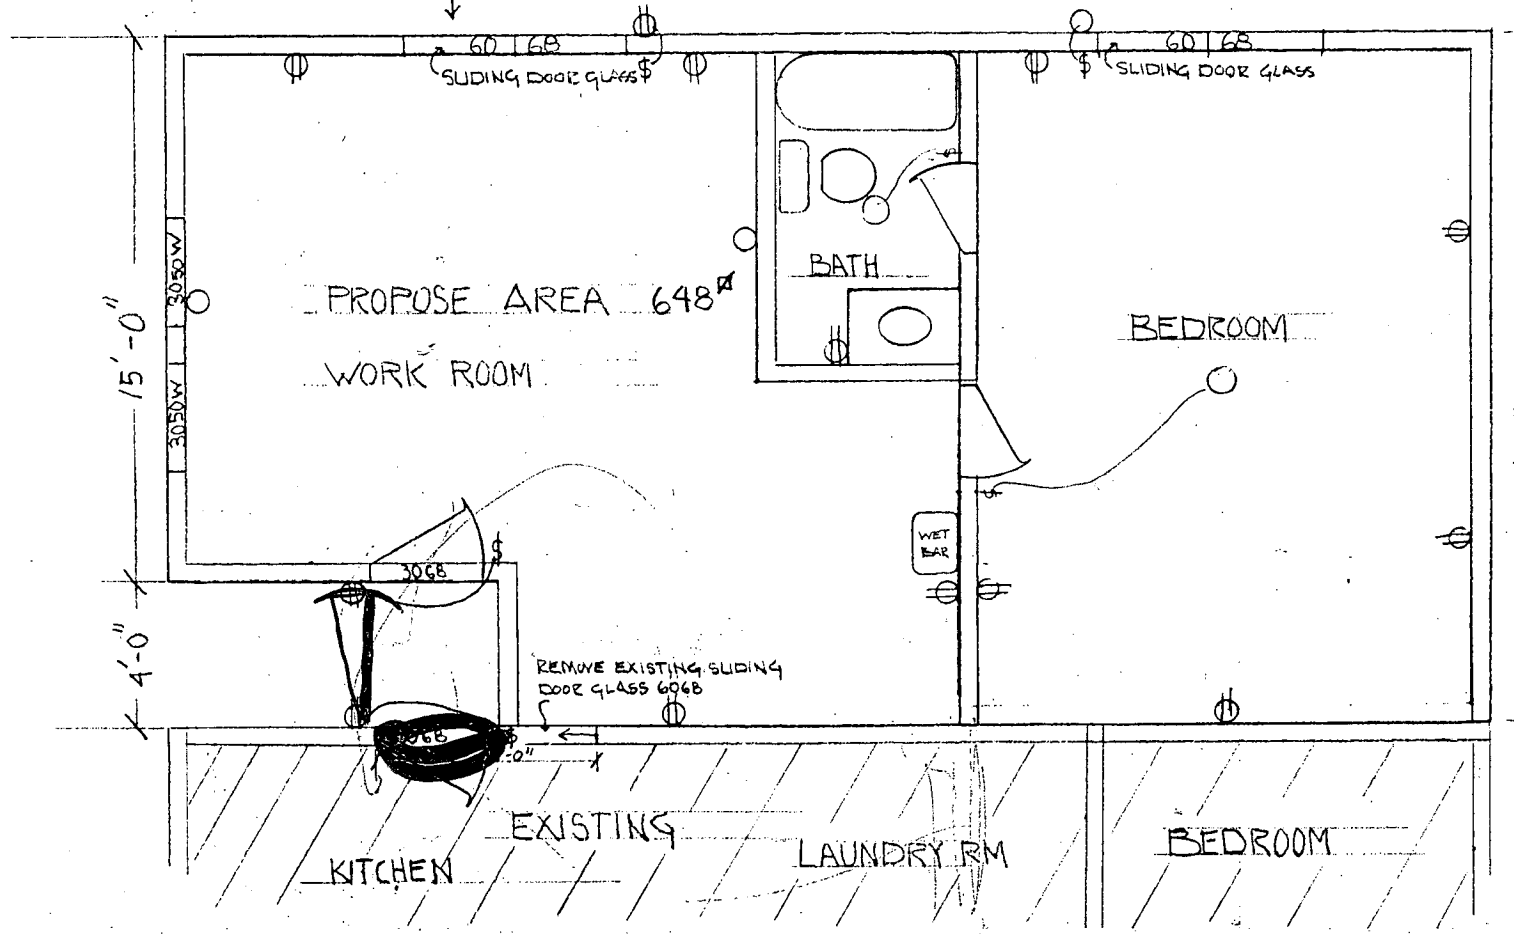 60 68
SLIDING DOOR GLASS $
60 68
$ SLIDING DOOR GLASS
15'-0"
3050W
3050W
PROPOSE AREA 648
WORK ROOM
BATH
BEDROOM
WET
BAR
3068
$
4'-0"
REMOVE EXISTING SLIDING
DOOR GLASS 6068
EXISTING
KITCHEN
LAUNDRY RM
BEDROOM